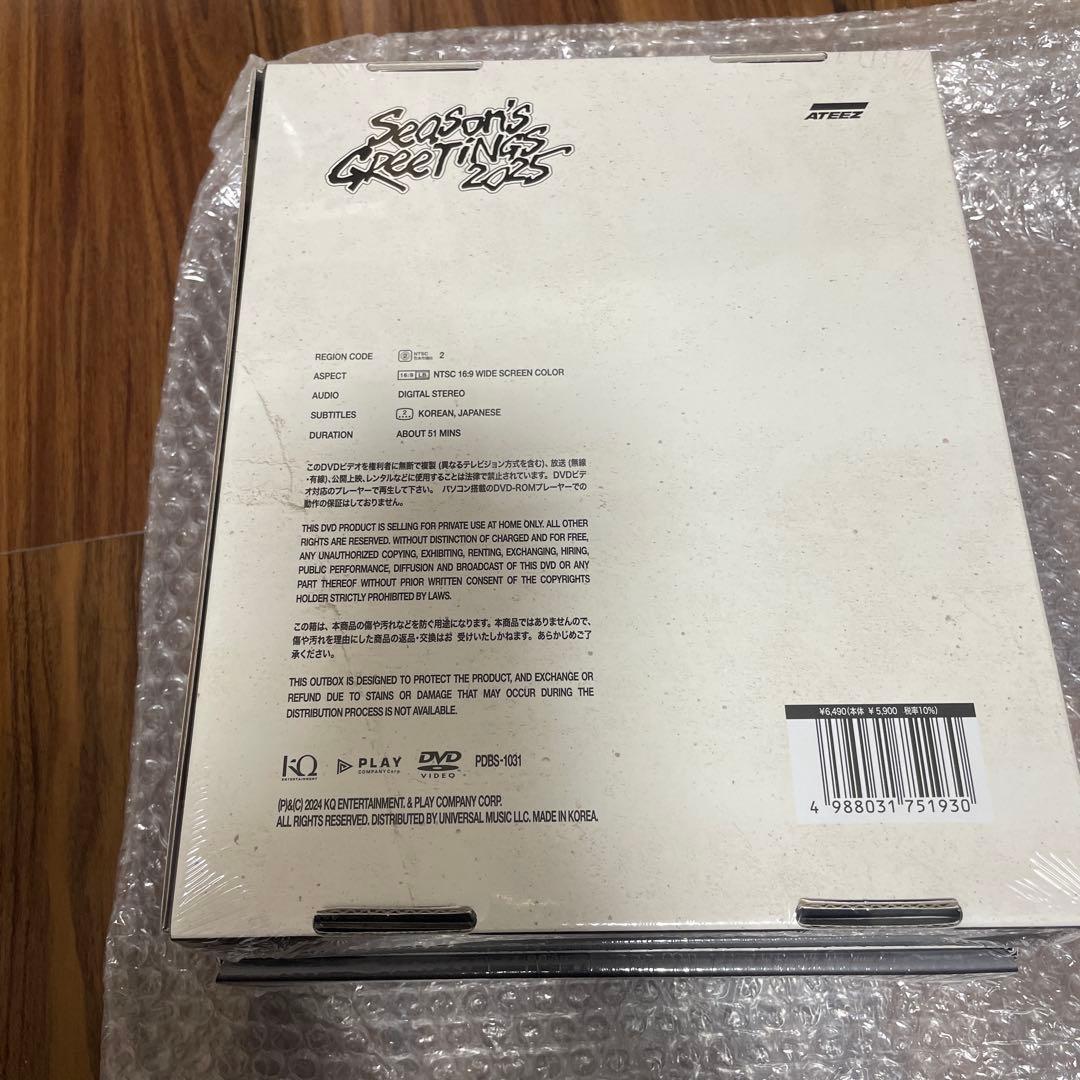 Season's
GREETINGS
2025
ATEEZ
REGION CODE NTSC 2
ASPECT 16:9 LB NTSC 16:9 WIDE SCREEN COLOR
AUDIO DIGITAL STEREO
SUBTITLES 2 KOREAN, JAPANESE
DURATION ABOUT 51 MINS
このDVDビデオを権利者に無断で複製 (異なるテレビジョン方式を含む)、放送 (無線
・有線)、公開上映、レンタルなどに使用することは法律で禁止されています。DVDビデ
オ対応のプレーヤーで再生して下さい。 パソコン搭載のDVD-ROMプレーヤーでの
動作の保証はしておりません。
THIS DVD PRODUCT IS SELLING FOR PRIVATE USE AT HOME ONLY. ALL OTHER
RIGHTS ARE RESERVED. WITHOUT DISTINCTION OF CHARGED AND FOR FREE,
ANY UNAUTHORIZED COPYING, EXHIBITING, RENTING, EXCHANGING, HIRING,
PUBLIC PERFORMANCE, DIFFUSION AND BROADCAST OF THIS DVD OR ANY
PART THEREOF WITHOUT PRIOR WRITTEN CONSENT OF THE COPYRIGHTS
HOLDER STRICTLY PROHIBITED BY LAWS.
この箱は、本商品の傷や汚れなどを防ぐ用途になります。本商品ではありませんので、
傷や汚れを理由にした商品の返品・交換はお 受けいたしかねます。あらかじめご了
承ください。
THIS OUTBOX IS DESIGNED TO PROTECT THE PRODUCT, AND EXCHANGE OR
REFUND DUE TO STAINS OR DAMAGE THAT MAY OCCUR DURING THE
DISTRIBUTION PROCESS IS NOT AVAILABLE.
¥6,490(本体 ¥5,900 税率10%)
4 988031 751930
KQ ENTERTAINMENT PLAY COMPANY Corp. DVD VIDEO PDBS-1031
(P)&(C) 2024 KQ ENTERTAINMENT. & PLAY COMPANY CORP.
ALL RIGHTS RESERVED. DISTRIBUTED BY UNIVERSAL MUSIC LLC. MADE IN KOREA.